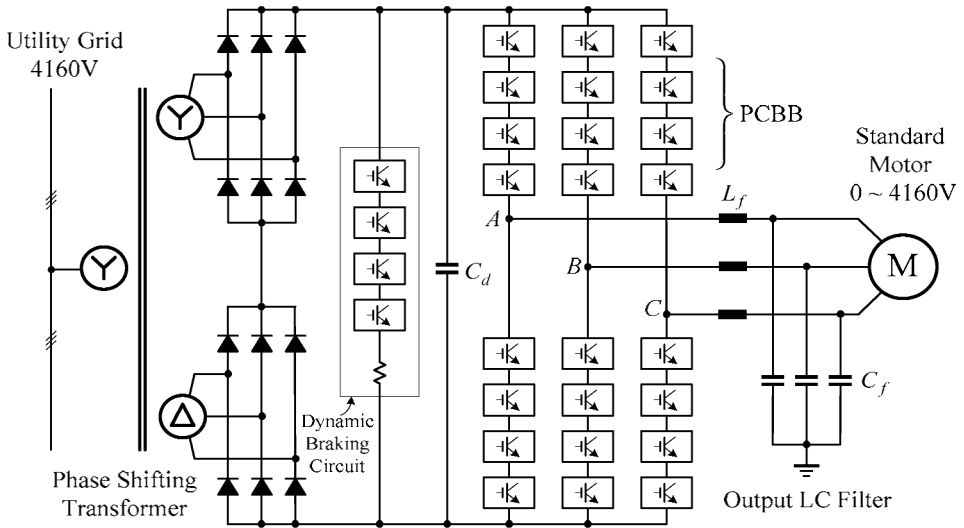 Utility Grid
4160V
PCBB
Standard
Motor
0 ~ 4160V
L_f
A
B
C
M
C_d
C_f
Y
Y
Δ
Dynamic
Braking
Circuit
Phase Shifting
Transformer
Output LC Filter